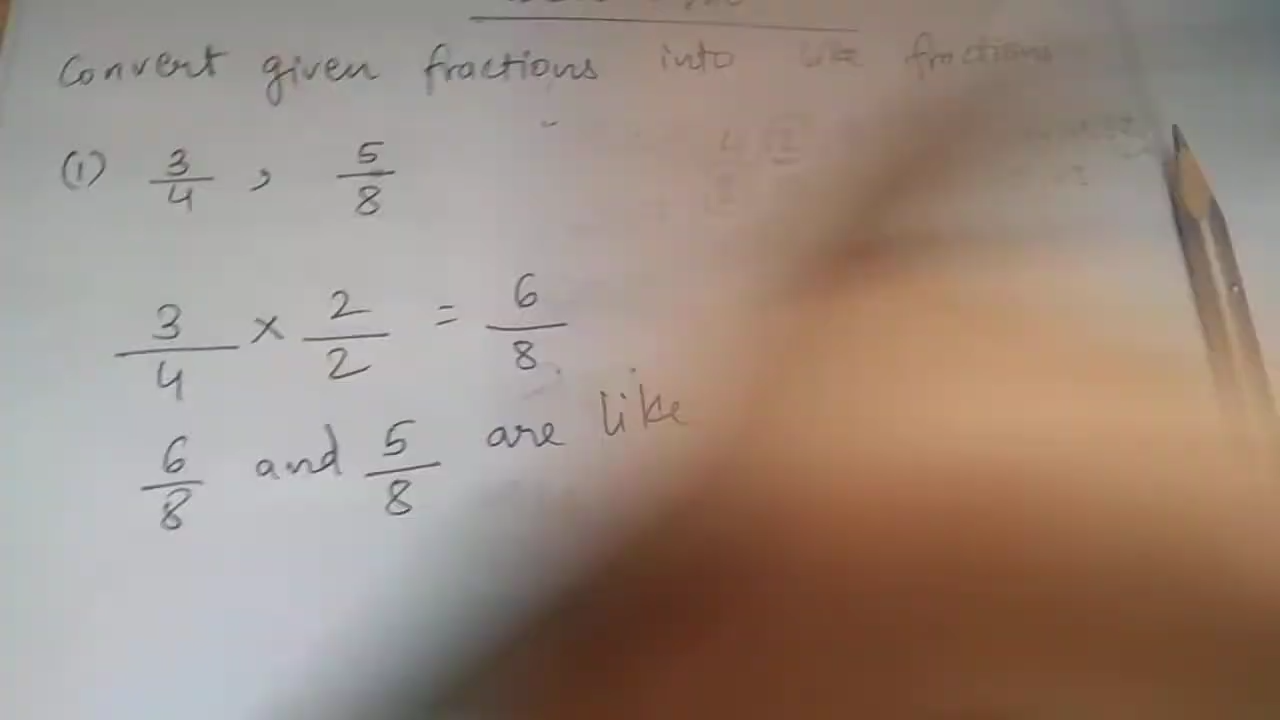 Convert given fractions into like fractions
(1) 3/4 , 5/8
3/4 × 2/2 = 6/8
6/8 and 5/8 are like